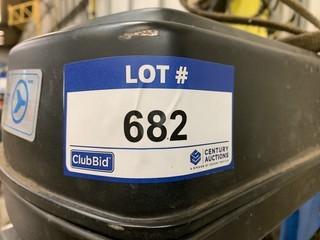 LOT #
682
ClubBid
CENTURY
AUCTIONS